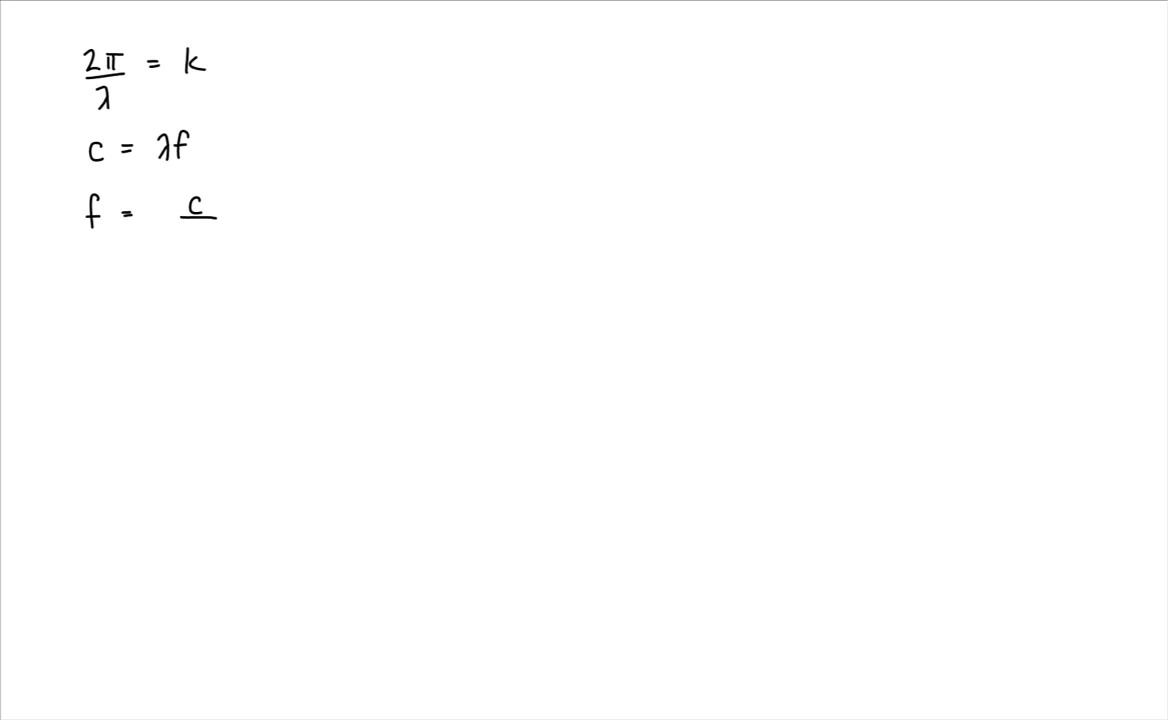 2π/λ = k
c = λf
f = c/